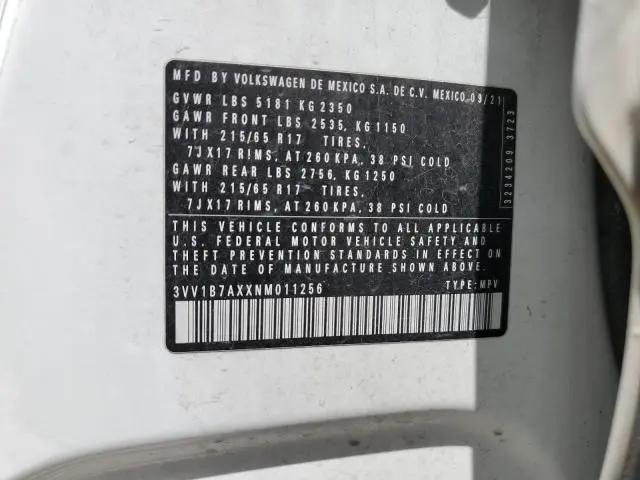 MFD BY VOLKSWAGEN DE MEXICO S.A. DE C.V. MEXICO 09/21
GVWR LBS 5181 KG 2350
GAWR FRONT LBS 2535, KG 1150
WITH 215/65 R17 TIRES,
7JX17 RIMS, AT 260 KPA, 38 PSI COLD
GAWR REAR LBS 2756, KG 1250
WITH 215/65 R17 TIRES,
7JX17 RIMS, AT 260 KPA, 38 PSI COLD
THIS VEHICLE CONFORMS TO ALL APPLICABLE
U.S. FEDERAL MOTOR VEHICLE SAFETY AND
THEFT PREVENTION STANDARDS IN EFFECT ON
THE DATE OF MANUFACTURE SHOWN ABOVE.
3VV1B7AXXNM011256 TYPE: MPV
3234209 3723